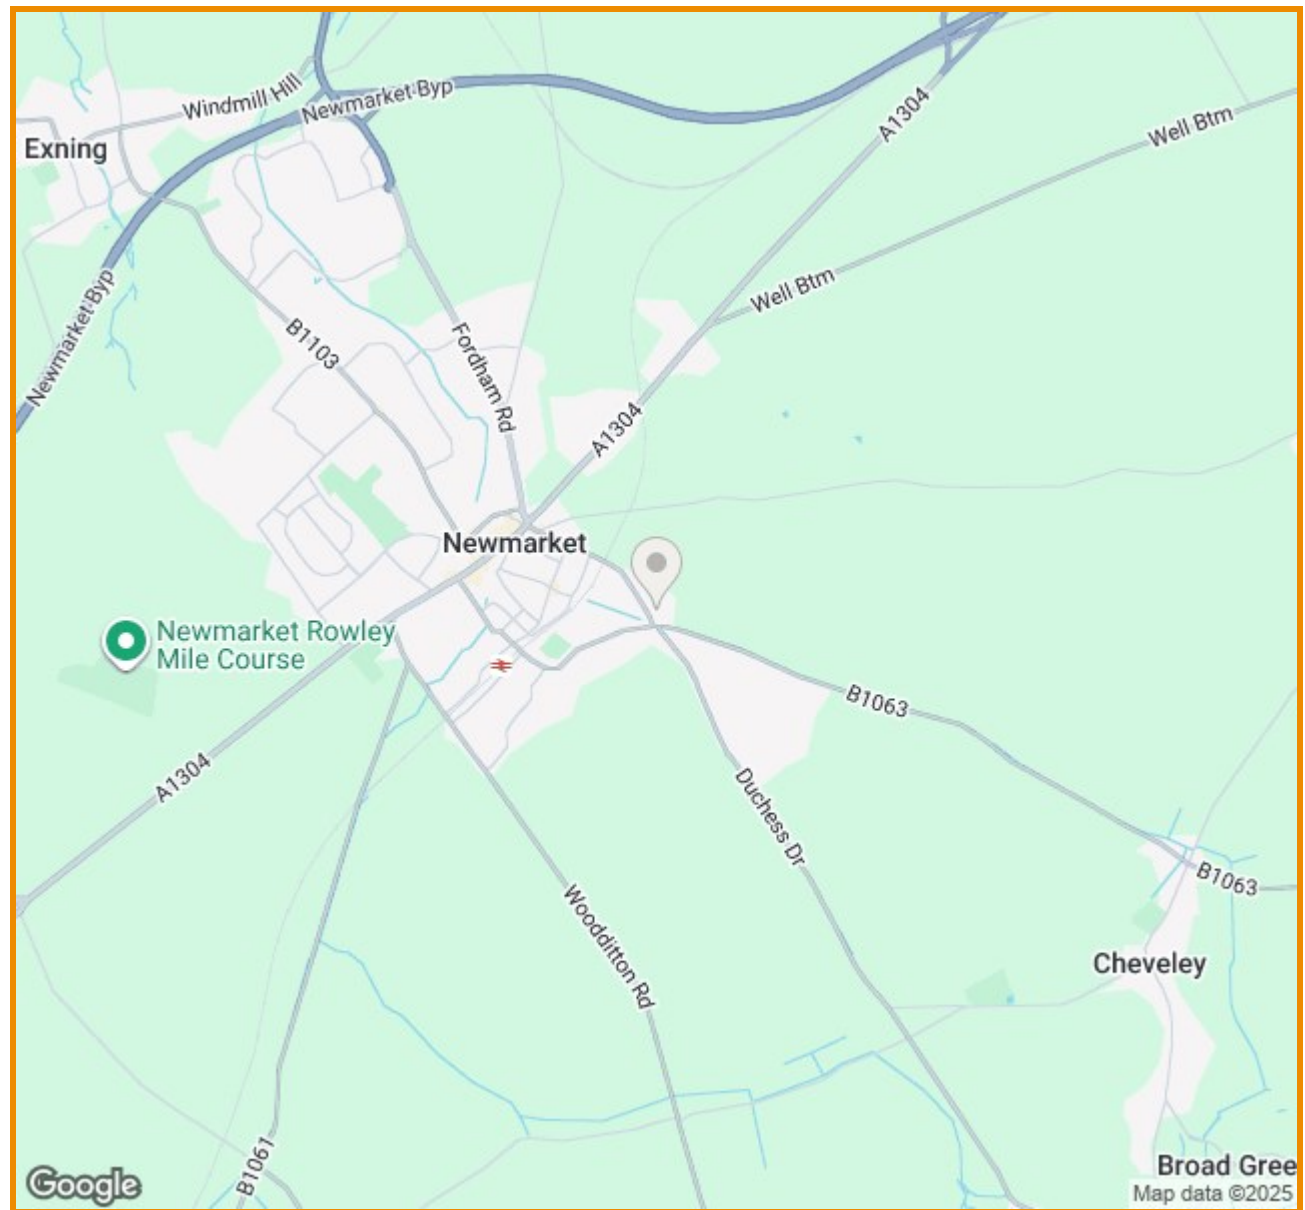 Windmill Hill
Newmarket Byp
A1304
Well Btm
Exning
Newmarket Byp
Well Btm
B1103
Fordham Rd
A1304
Newmarket
Newmarket Rowley
Mile Course
B1063
A1304
Duchess Dr
B1063
Woodditton Rd
Cheveley
B1061
Broad Gree
Google
Map data ©2025